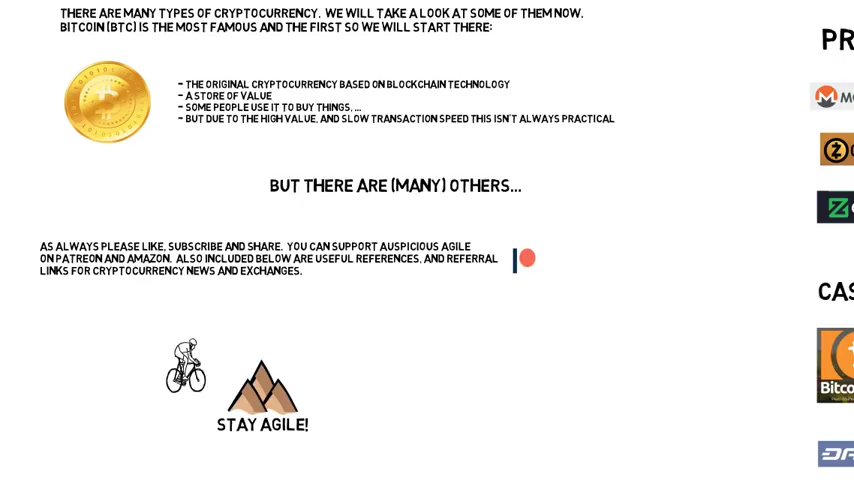 THERE ARE MANY TYPES OF CRYPTOCURRENCY. WE WILL TAKE A LOOK AT SOME OF THEM NOW.
BITCOIN (BTC) IS THE MOST FAMOUS AND THE FIRST SO WE WILL START THERE:
- THE ORIGINAL CRYPTOCURRENCY BASED ON BLOCKCHAIN TECHNOLOGY
- A STORE OF VALUE
- SOME PEOPLE USE IT TO BUY THINGS, ...
- BUT DUE TO THE HIGH VALUE, AND SLOW TRANSACTION SPEED THIS ISN'T ALWAYS PRACTICAL
BUT THERE ARE (MANY) OTHERS...
AS ALWAYS PLEASE LIKE, SUBSCRIBE AND SHARE. YOU CAN SUPPORT AUSPICIOUS AGILE
ON PATREON AND AMAZON. ALSO INCLUDED BELOW ARE USEFUL REFERENCES, AND REFERRAL
LINKS FOR CRYPTOCURRENCY NEWS AND EXCHANGES.
STAY AGILE!
PR
CAS
Bitco